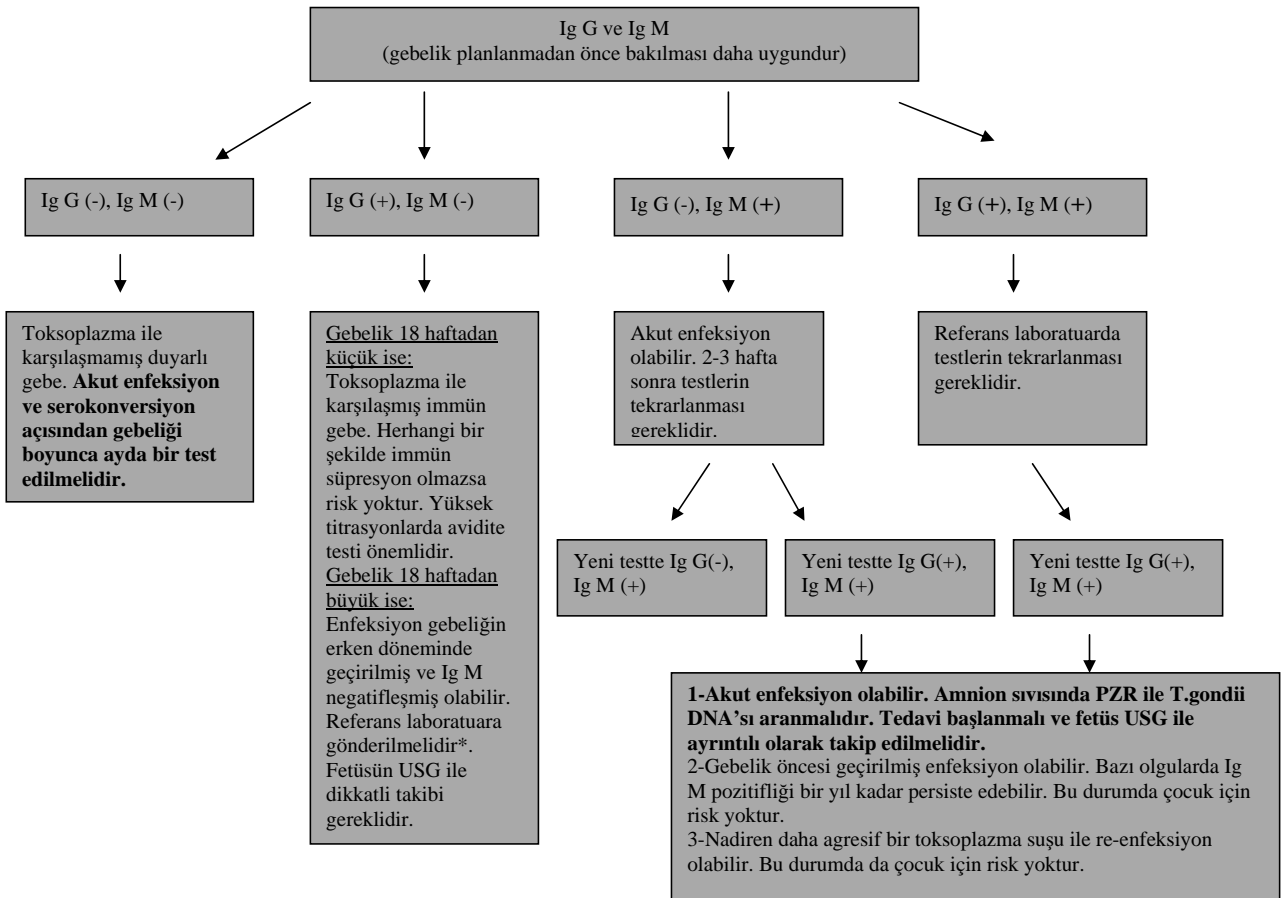 Ig G ve Ig M
(gebelik planlanmadan önce bakılması daha uygundur)
Ig G (-), Ig M (-)
Ig G (+), Ig M (-)
Ig G (-), Ig M (+)
Ig G (+), Ig M (+)
Toksoplazma ile
karşılaşmamış duyarlı
gebe. Akut enfeksiyon
ve serokonversiyon
açısından gebeliği
boyunca ayda bir test
edilmelidir.
Gebelik 18 haftadan
küçük ise:
Toksoplazma ile
karşılaşmış immün
gebe. Herhangi bir
şekilde immün
süpresyon olmazsa
risk yoktur. Yüksek
titrasyonlarda avidite
testi önemlidir.
Gebelik 18 haftadan
büyük ise:
Enfeksiyon gebeliğin
erken döneminde
geçirilmiş ve Ig M
negatifleşmiş olabilir.
Referans laboratuara
gönderilmelidir*.
Fetüsün USG ile
dikkatli takibi
gereklidir.
Akut enfeksiyon
olabilir. 2-3 hafta
sonra testlerin
tekrarlanması
gereklidir.
Referans laboratuarda
testlerin tekrarlanması
gereklidir.
Yeni testte Ig G(-),
Ig M (+)
Yeni testte Ig G(+),
Ig M (+)
Yeni testte Ig G(+),
Ig M (+)
1-Akut enfeksiyon olabilir. Amnion sıvısında PZR ile T.gondii
DNA’sı aranmalıdır. Tedavi başlanmalı ve fetüs USG ile
ayrıntılı olarak takip edilmelidir.
2-Gebelik öncesi geçirilmiş enfeksiyon olabilir. Bazı olgularda Ig
M pozitifliği bir yıl kadar persiste edebilir. Bu durumda çocuk için
risk yoktur.
3-Nadiren daha agresif bir toksoplazma suşu ile re-enfeksiyon
olabilir. Bu durumda da çocuk için risk yoktur.